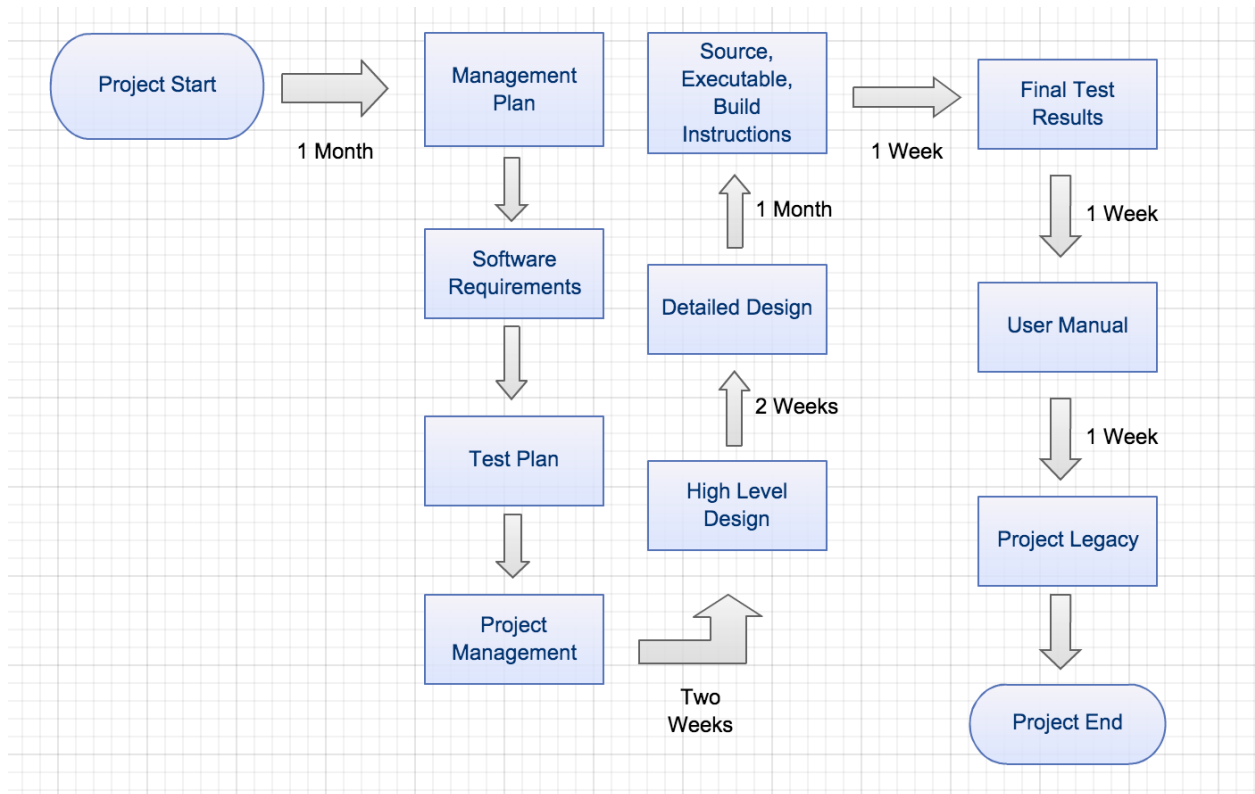 Project Start
1 Month
Management
Plan
Software
Requirements
Test Plan
Project
Management
Two
Weeks
High Level
Design
2 Weeks
Detailed Design
1 Month
Source,
Executable,
Build
Instructions
1 Week
Final Test
Results
1 Week
User Manual
1 Week
Project Legacy
Project End